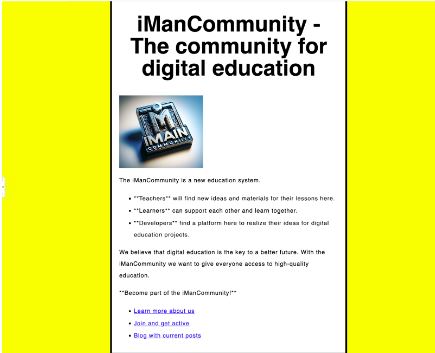 iManCommunity -
The community for
digital education
M
iMAIN
COMMUNITY
The iManCommunity is a new education system.
• **Teachers** will find new ideas and materials for their lessons here.
• **Learners** can support each other and learn together.
• **Developers** find a platform here to realize their ideas for digital
education projects.
We believe that digital education is the key to a better future. With the
iManCommunity we want to give everyone access to high-quality
education.
**Become part of the iManCommunity!**
• Learn more about us
• Join and get active
• Blog with current posts